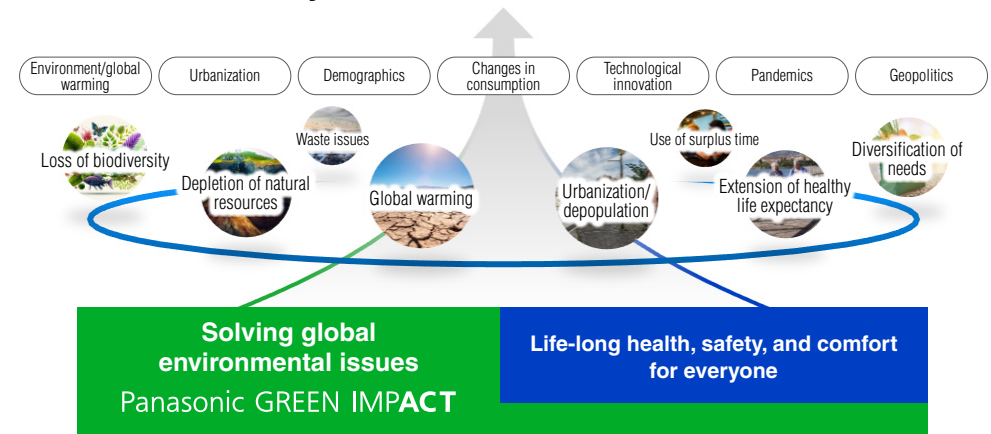 Environment/global
warming
Urbanization
Demographics
Changes in
consumption
Technological
innovation
Pandemics
Geopolitics
Loss of biodiversity
Waste issues
Use of surplus time
Diversification of
needs
Depletion of natural
resources
Global warming
Urbanization/
depopulation
Extension of healthy
life expectancy
Solving global
environmental issues
Panasonic GREEN IMPACT
Life-long health, safety, and comfort
for everyone